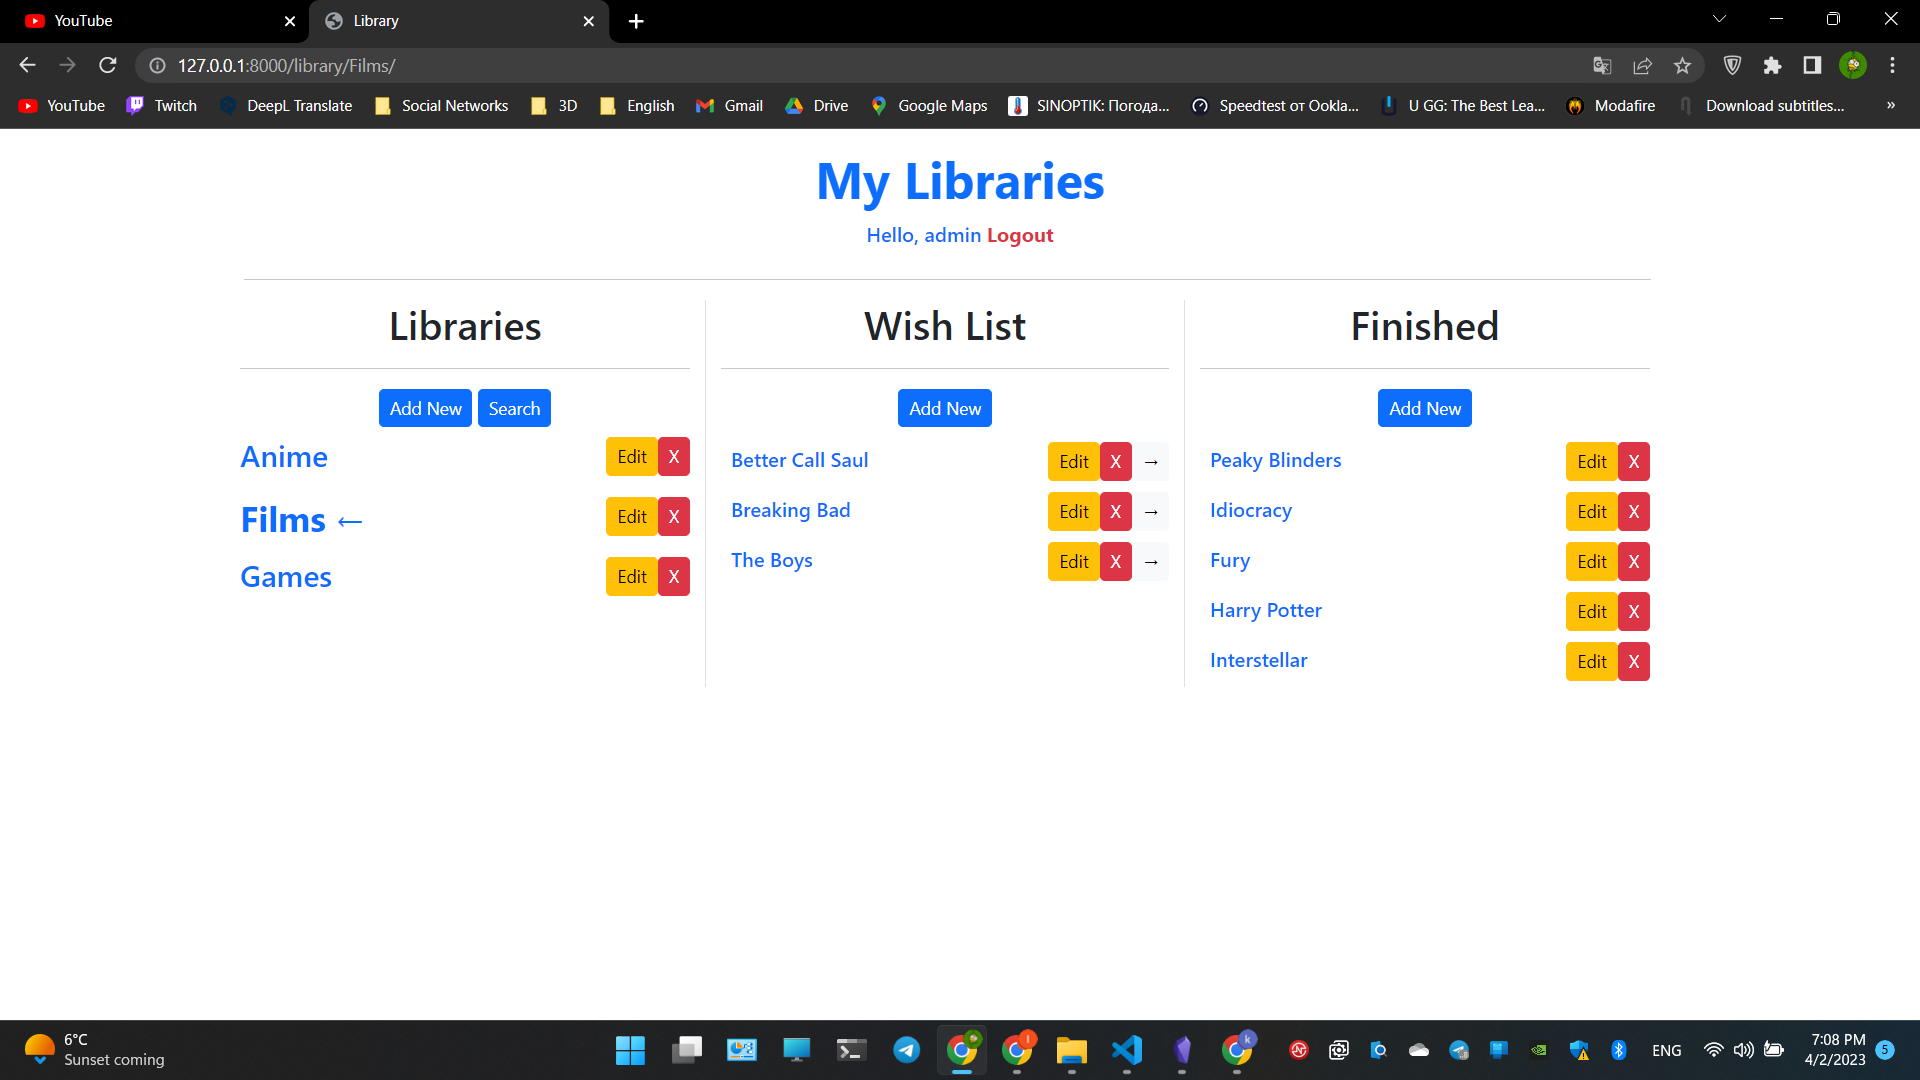 YouTube
Library
127.0.0.1:8000/library/Films/
YouTube
Twitch
DeepL Translate
Social Networks
3D
English
Gmail
Drive
Google Maps
SINOPTIK: Погода...
Speedtest от Ookla...
U GG: The Best Lea...
Modafire
Download subtitles...
»
My Libraries
Hello, admin Logout
Libraries
Add New Search
Anime Edit X
Films ← Edit X
Games Edit X
Wish List
Add New
Better Call Saul Edit X →
Breaking Bad Edit X →
The Boys Edit X →
Finished
Add New
Peaky Blinders Edit X
Idiocracy Edit X
Fury Edit X
Harry Potter Edit X
Interstellar Edit X
6°C
Sunset coming
ENG
7:08 PM
4/2/2023
5